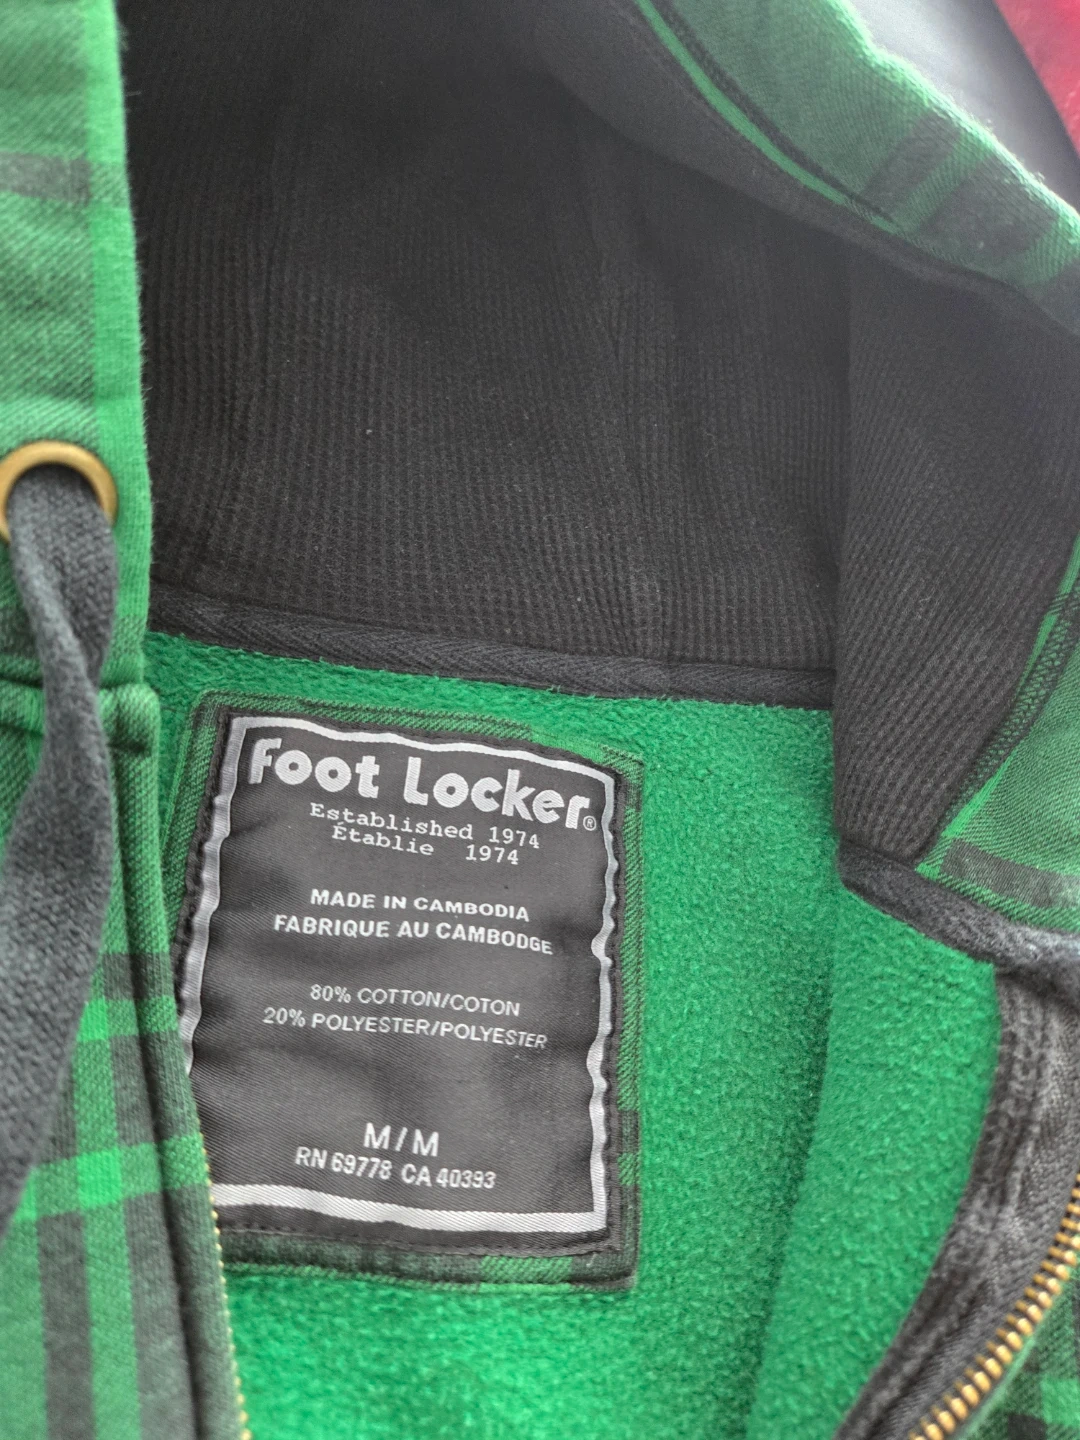 Foot Locker®
Established 1974
Établie 1974
MADE IN CAMBODIA
FABRIQUE AU CAMBODGE
80% COTTON/COTON
20% POLYESTER/POLYESTER
M/M
RN 69778 CA 40393